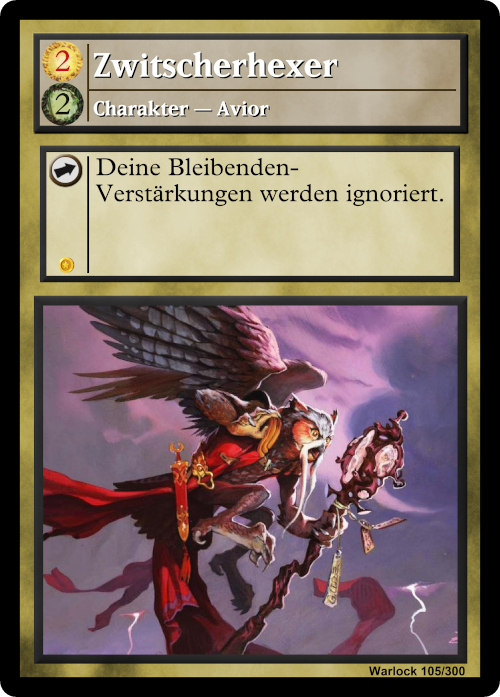 2
Zwitscherhexer
2
Charakter — Avior
Deine Bleibenden-
Verstärkungen werden ignoriert.
Warlock 105/300